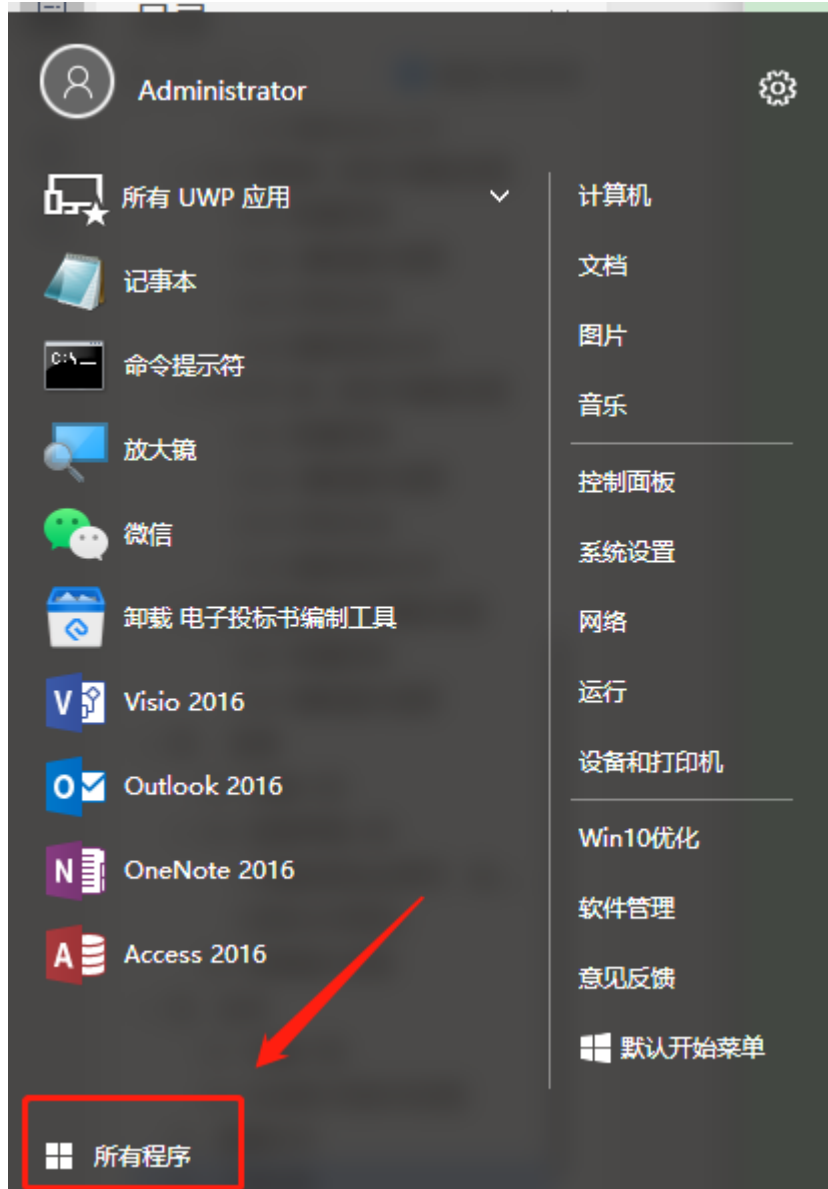 Administrator
所有 UWP 应用
记事本
命令提示符
C:\
放大镜
微信
卸载 电子投标书编制工具
V
Visio 2016
O
Outlook 2016
N
OneNote 2016
A
Access 2016
所有程序
计算机
文档
图片
音乐
控制面板
系统设置
网络
运行
设备和打印机
Win10优化
软件管理
意见反馈
默认开始菜单